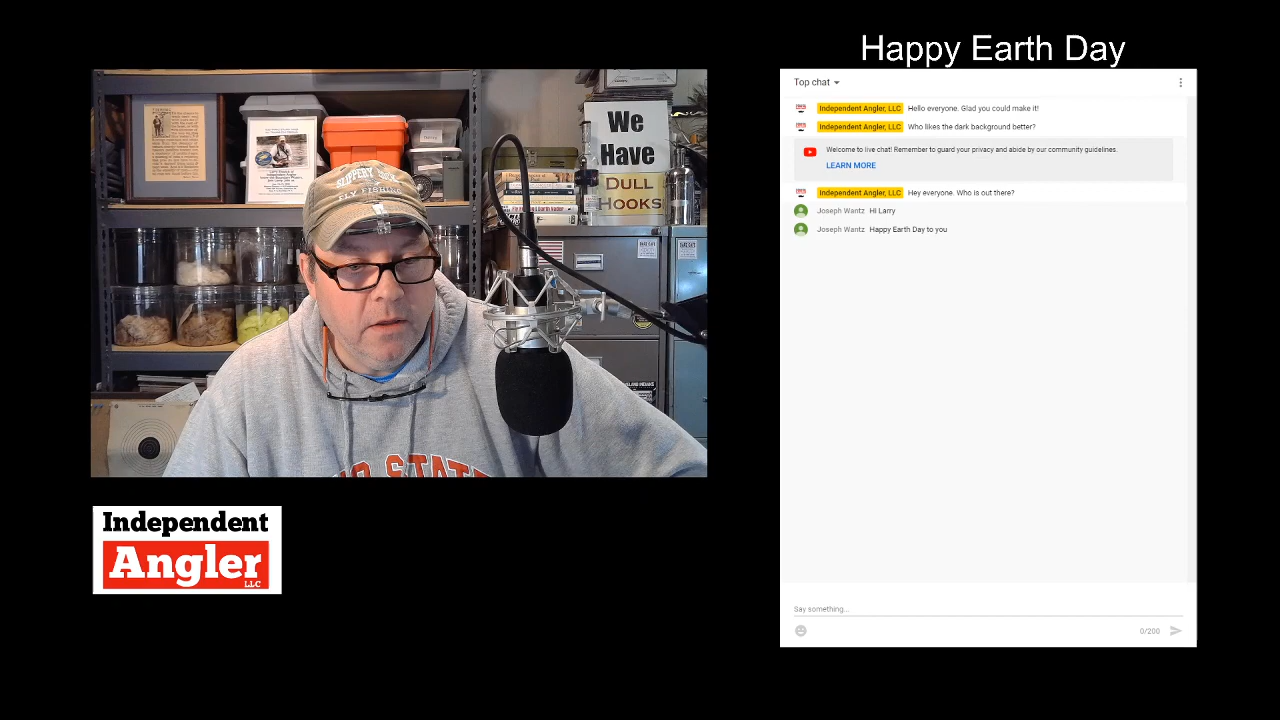 Happy Earth Day
Top chat
Independent Angler, LLC Hello everyone. Glad you could make it!
Independent Angler, LLC Who likes the dark background better?
Welcome to live chat! Remember to guard your privacy and abide by our community guidelines.
LEARN MORE
Independent Angler, LLC Hey everyone. Who is out there?
Joseph Wantz Hi Larry
Joseph Wantz Happy Earth Day to you
Say something...
0/200
We
Have
DULL
HOOKS
SLIPPERY
FLY FISHING
STATE
Independent
Angler
LLC